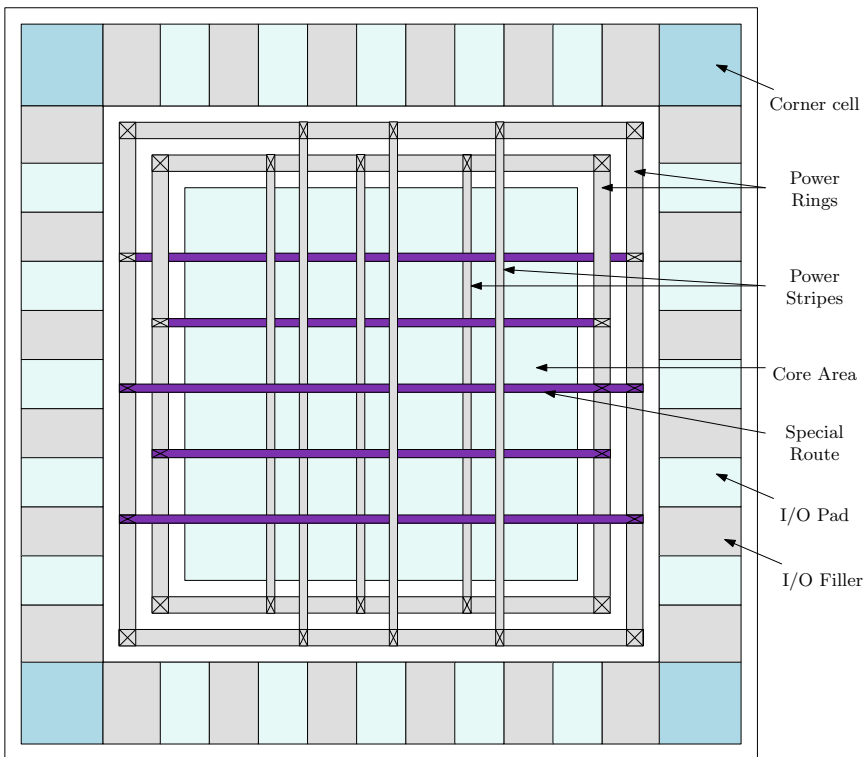 Corner cell
Power
Rings
Power
Stripes
Core Area
Special
Route
I/O Pad
I/O Filler